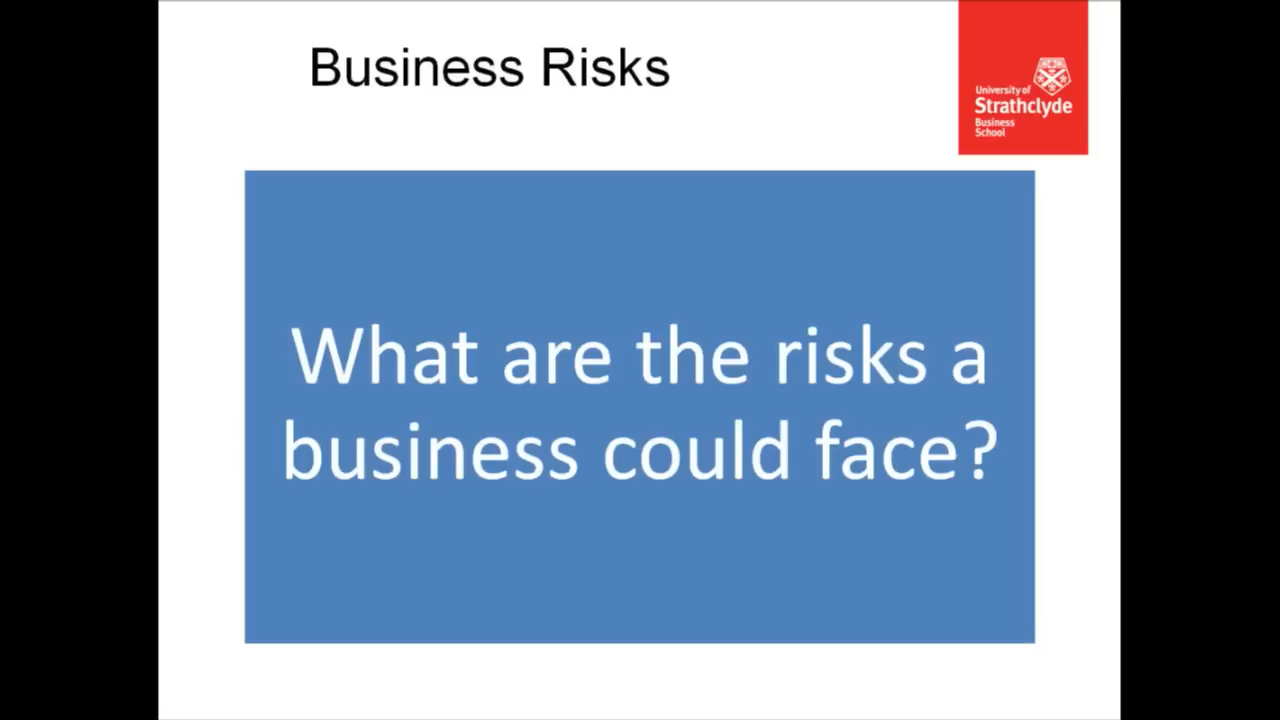 Business Risks
University of
Strathclyde
Business
School
What are the risks a
business could face?